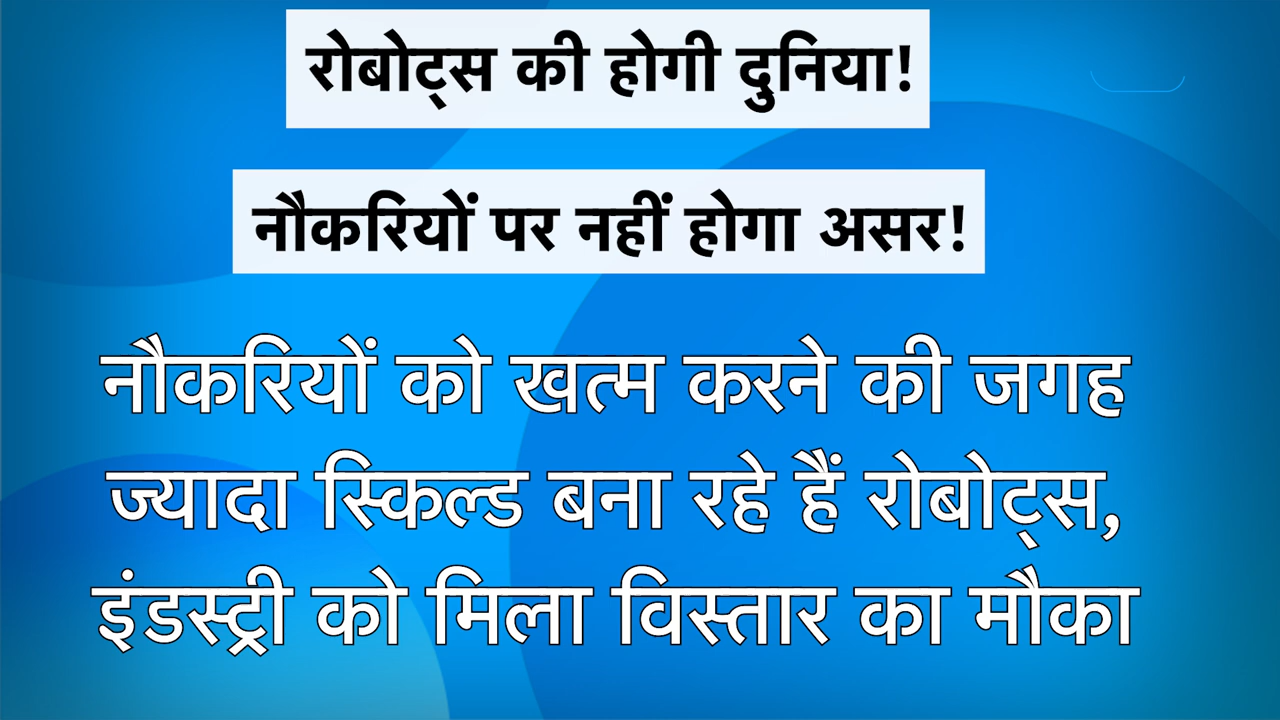 रोबोट्स की होगी दुनिया!
नौकरियों पर नहीं होगा असर!
नौकरियों को खत्म करने की जगह
ज्यादा स्किल्ड बना रहे हैं रोबोट्स,
इंडस्ट्री को मिला विस्तार का मौका